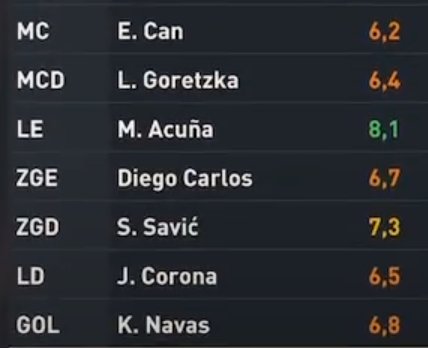 MC E. Can 6,2
MCD L. Goretzka 6,4
LE M. Acuña 8,1
ZGE Diego Carlos 6,7
ZGD S. Savić 7,3
LD J. Corona 6,5
GOL K. Navas 6,8